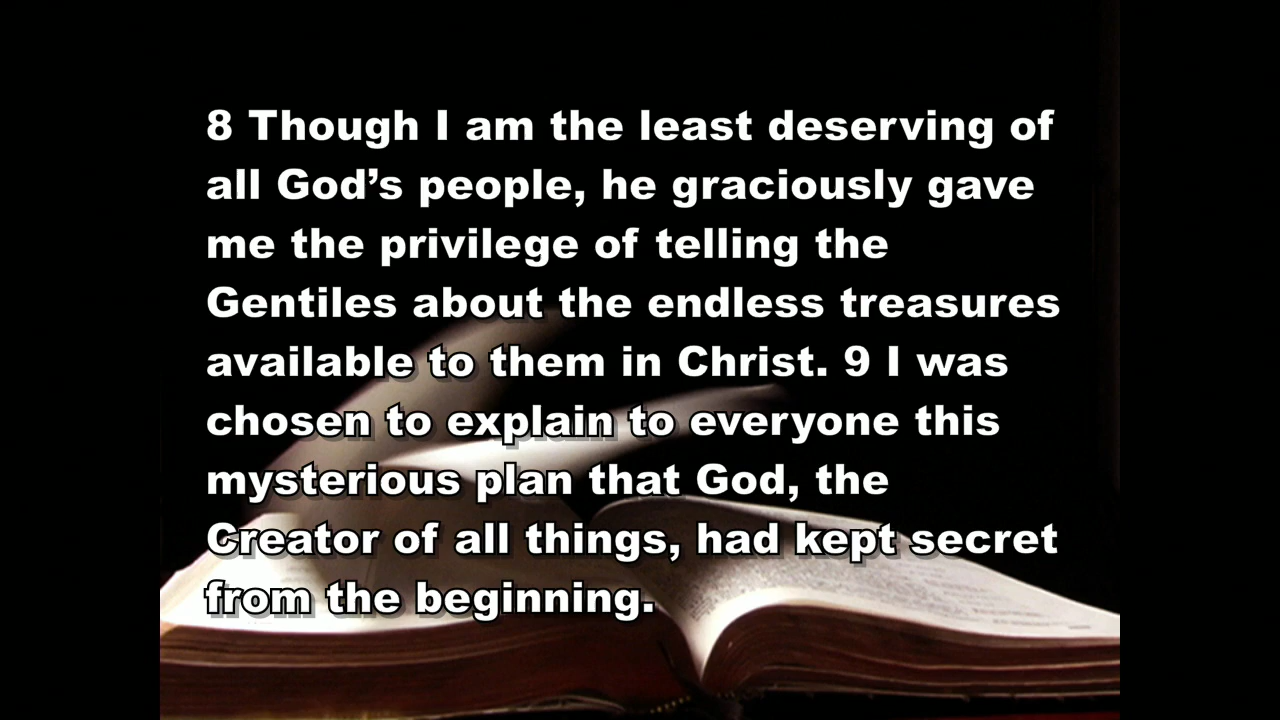 8 Though I am the least deserving of
all God’s people, he graciously gave
me the privilege of telling the
Gentiles about the endless treasures
available to them in Christ. 9 I was
chosen to explain to everyone this
mysterious plan that God, the
Creator of all things, had kept secret
from the beginning.